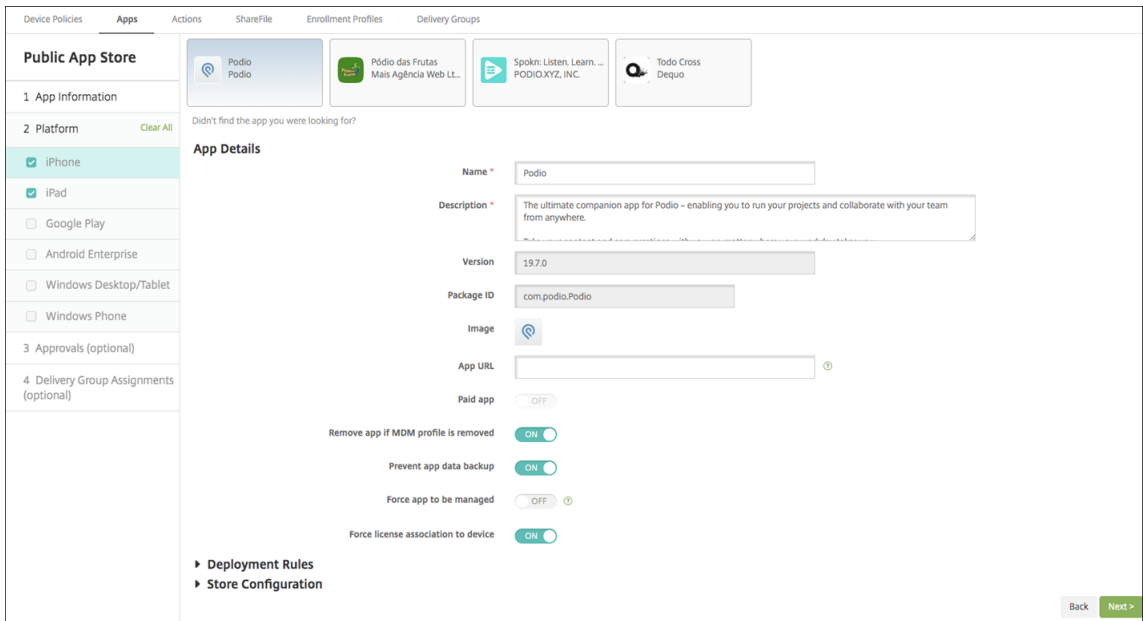 Device Policies Apps Actions ShareFile Enrollment Profiles Delivery Groups
Public App Store
1 App Information
2 Platform Clear All
iPhone
iPad
Google Play
Android Enterprise
Windows Desktop/Tablet
Windows Phone
3 Approvals (optional)
4 Delivery Group Assignments
(optional)
Podio
Podio
Pódio das Frutas
Mais Agência Web Lt...
Spokn: Listen. Learn. ...
PODIO.XYZ, INC.
Todo Cross
Dequo
Didn't find the app you were looking for?
App Details
Name * Podio
Description * The ultimate companion app for Podio – enabling you to run your projects and collaborate with your team
from anywhere.
Version 19.7.0
Package ID com.podio.Podio
Image
App URL
Paid app OFF
Remove app if MDM profile is removed ON
Prevent app data backup ON
Force app to be managed OFF
Force license association to device ON
Deployment Rules
Store Configuration
Back Next >